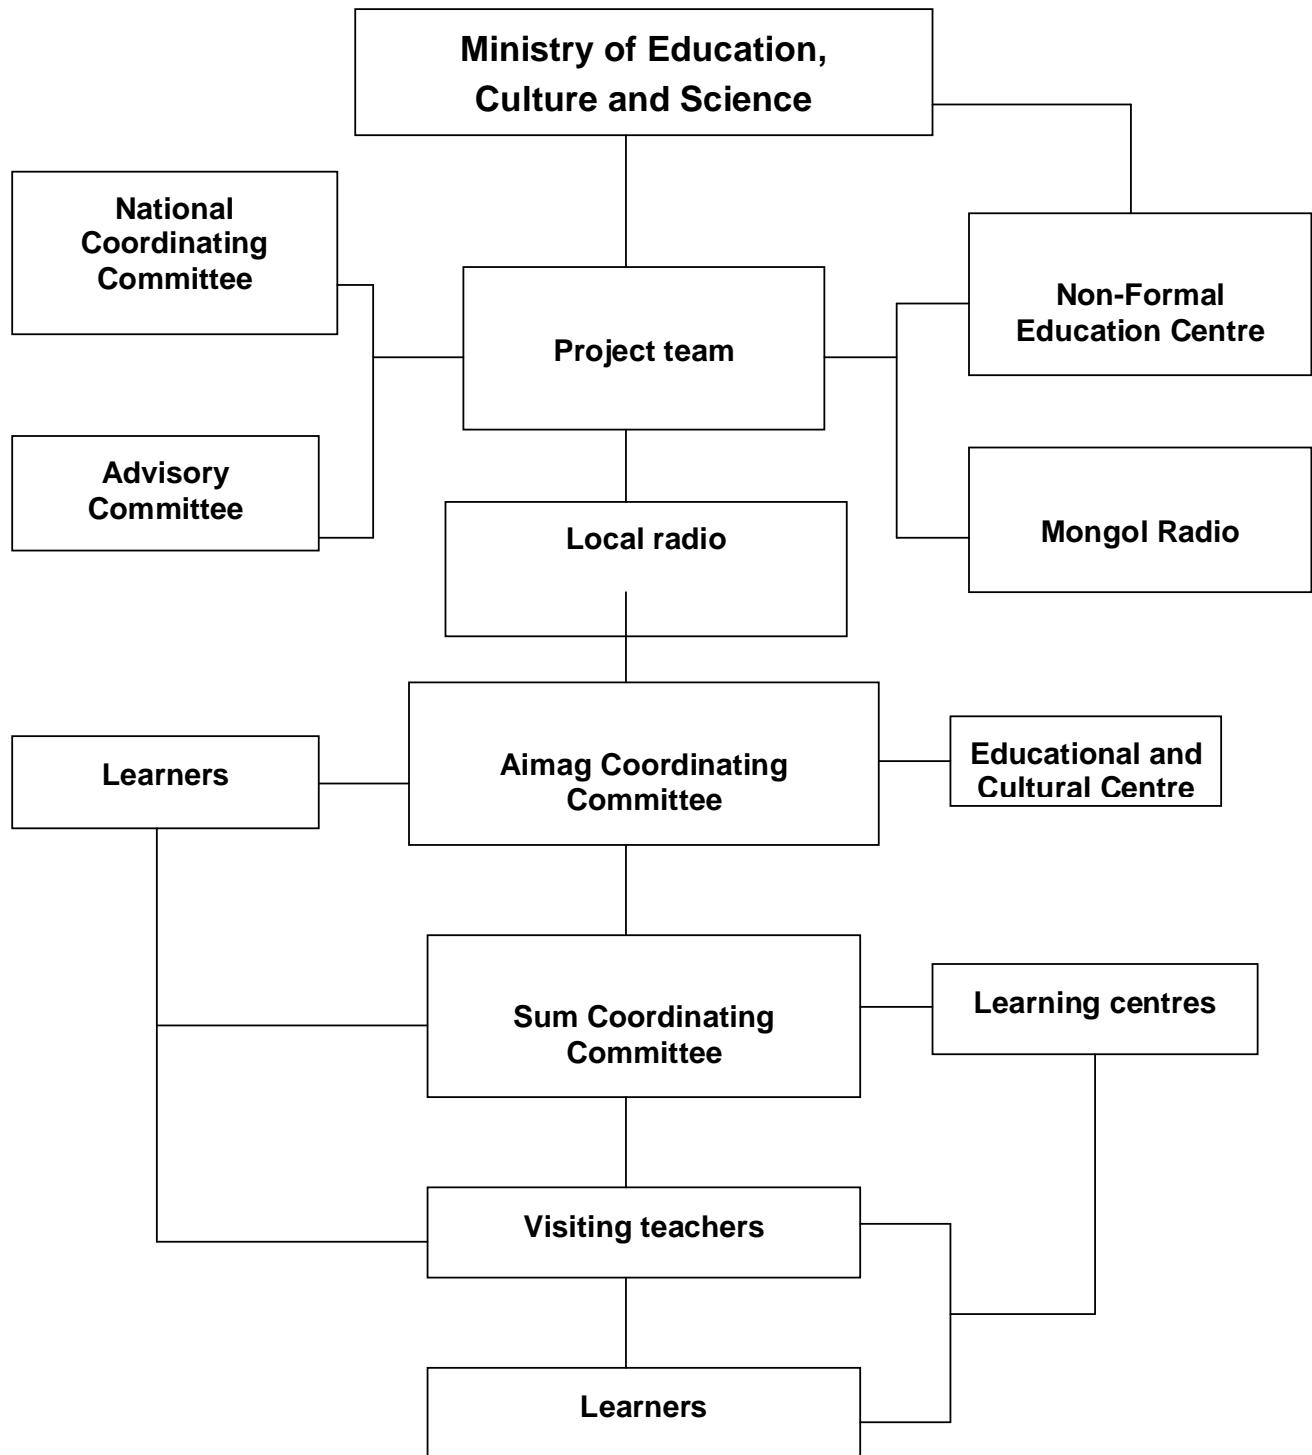 Ministry of Education,
Culture and Science
National
Coordinating
Committee
Non-Formal
Education Centre
Project team
Advisory
Committee
Local radio
Mongol Radio
Learners
Aimag Coordinating
Committee
Educational and
Cultural Centre
Sum Coordinating
Committee
Learning centres
Visiting teachers
Learners